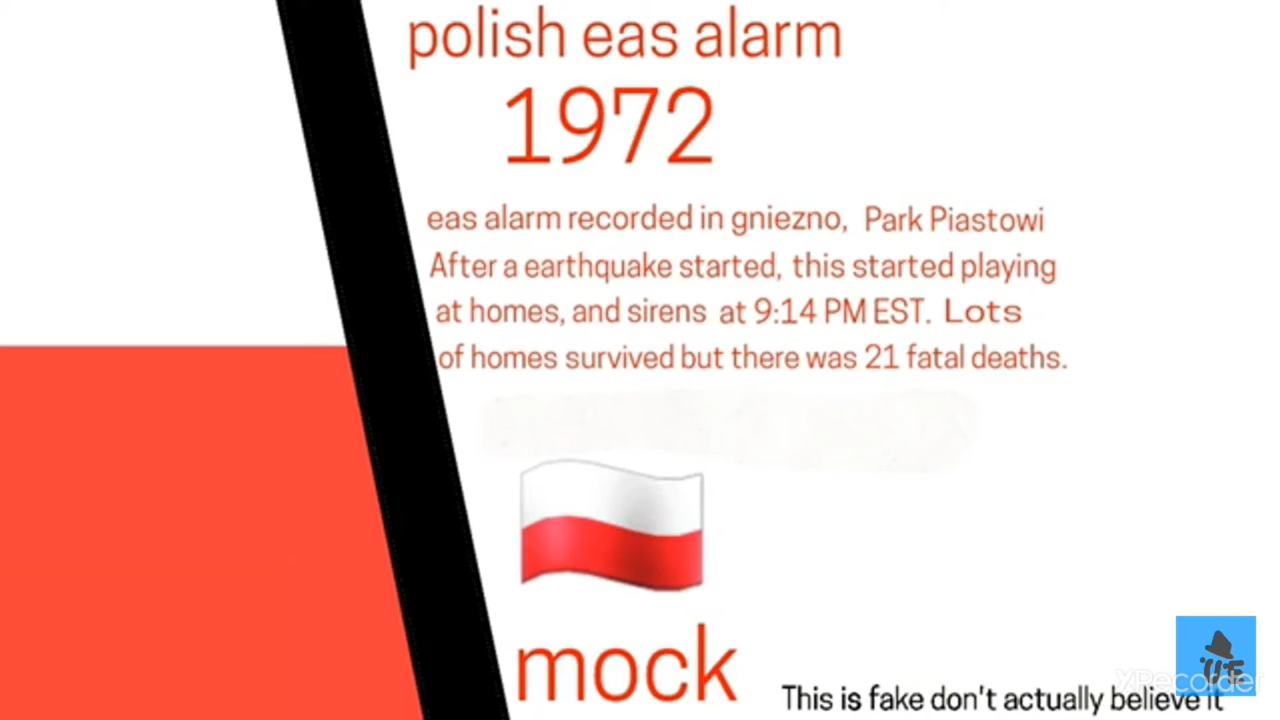 polish eas alarm
1972
eas alarm recorded in gniezno, Park Piastowi
After a earthquake started, this started playing
at homes, and sirens at 9:14 PM EST. Lots
of homes survived but there was 21 fatal deaths.
mock
This is fake don't actually believe it
XRecorder